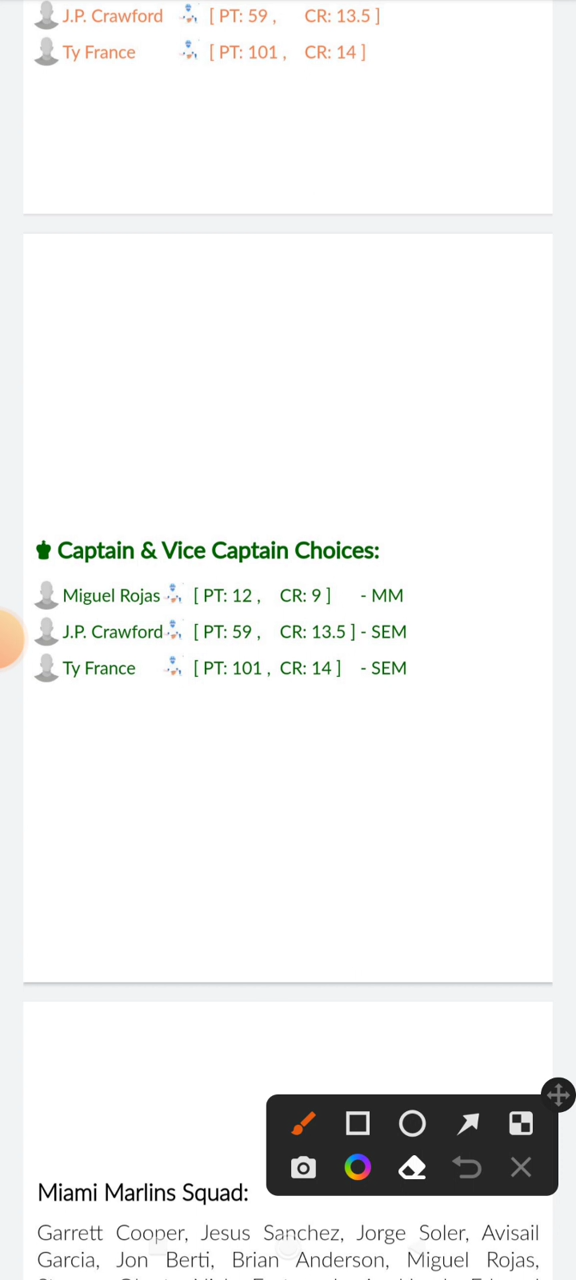 J.P. Crawford [ PT: 59 , CR: 13.5 ]
Ty France [ PT: 101 , CR: 14 ]
Captain & Vice Captain Choices:
Miguel Rojas [ PT: 12 , CR: 9 ] - MM
J.P. Crawford [ PT: 59 , CR: 13.5 ] - SEM
Ty France [ PT: 101 , CR: 14 ] - SEM
Miami Marlins Squad:
Garrett Cooper, Jesus Sanchez, Jorge Soler, Avisail
Garcia, Jon Berti, Brian Anderson, Miguel Rojas,